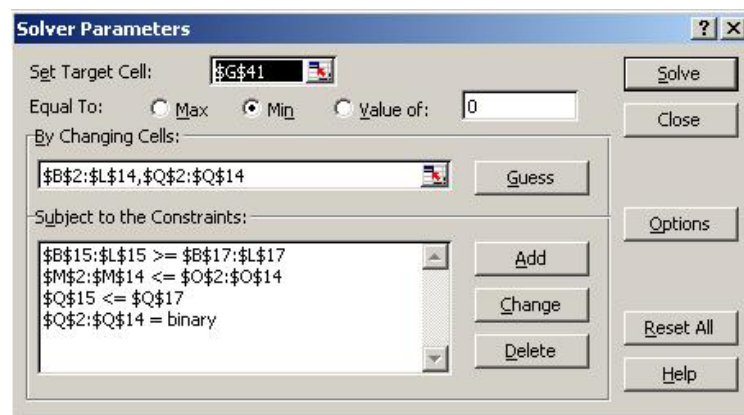 Solver Parameters ? X
Set Target Cell: $G$41 Solve
Equal To: Max Min Value of: 0 Close
By Changing Cells:
$B$2:$L$14,$Q$2:$Q$14 Guess
Subject to the Constraints: Options
$B$15:$L$15 >= $B$17:$L$17 Add
$M$2:$M$14 <= $O$2:$O$14
$Q$15 <= $Q$17 Change
$Q$2:$Q$14 = binary Reset All
Delete
Help